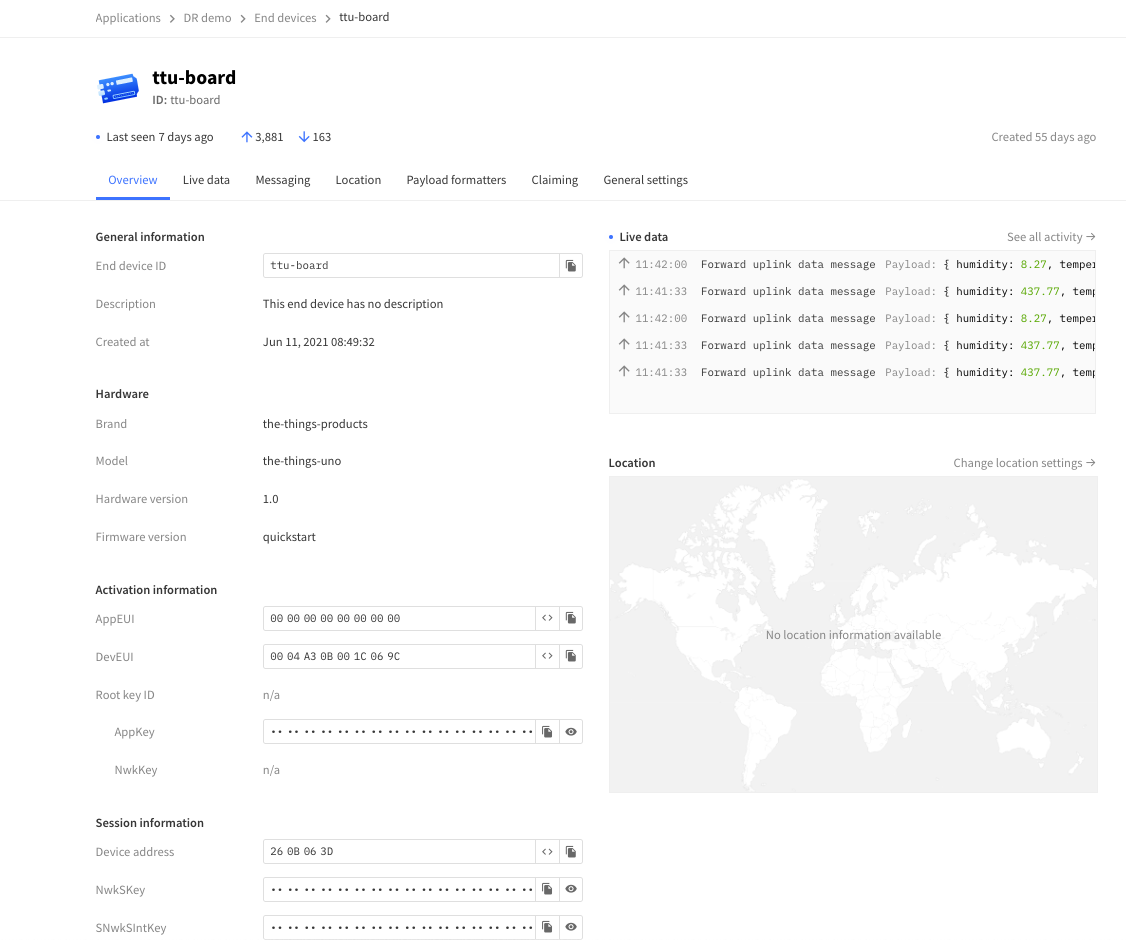 Applications > DR demo > End devices > ttu-board
ttu-board
ID: ttu-board
Last seen 7 days ago ↑ 3,881 ↓ 163 Created 55 days ago
Overview Live data Messaging Location Payload formatters Claiming General settings
General information
End device ID ttu-board
Description This end device has no description
Created at Jun 11, 2021 08:49:32
Hardware
Brand the-things-products
Model the-things-uno
Hardware version 1.0
Firmware version quickstart
Activation information
AppEUI 00 00 00 00 00 00 00 00
DevEUI 00 04 A3 0B 00 1C 06 9C
Root key ID n/a
AppKey •• •• •• •• •• •• •• •• •• •• •• •• •• •• •• ••
NwkKey n/a
Session information
Device address 26 0B 06 3D
NwkSKey •• •• •• •• •• •• •• •• •• •• •• •• •• •• •• ••
SNwkSIntKey •• •• •• •• •• •• •• •• •• •• •• •• •• •• •• ••
Live data See all activity →
↑ 11:42:00 Forward uplink data message Payload: { humidity: 8.27, temper
↑ 11:41:33 Forward uplink data message Payload: { humidity: 437.77, temp
↑ 11:42:00 Forward uplink data message Payload: { humidity: 8.27, temper
↑ 11:41:33 Forward uplink data message Payload: { humidity: 437.77, temp
↑ 11:41:33 Forward uplink data message Payload: { humidity: 437.77, temp
Location Change location settings →
No location information available